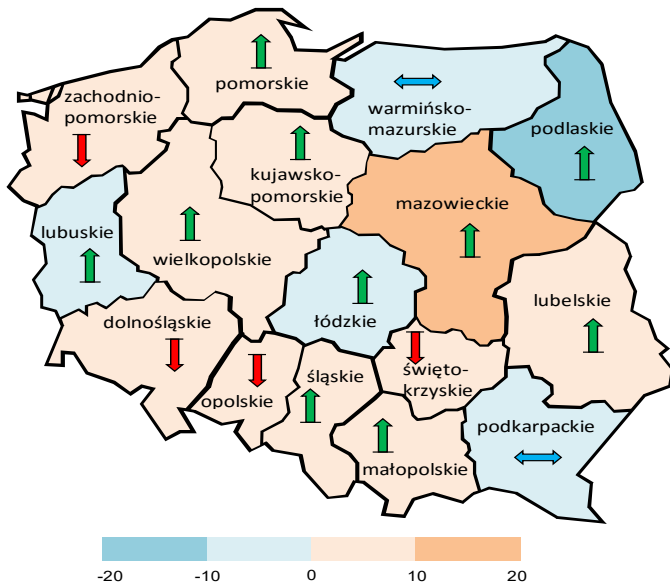 pomorskie
zachodnio-
pomorskie
warmińsko-
mazurskie
podlaskie
kujawsko-
pomorskie
mazowieckie
lubuskie
wielkopolskie
lubelskie
dolnośląskie
łódzkie
śląskie
święto-
krzyskie
opolskie
podkarpackie
małopolskie
-20 -10 0 10 20